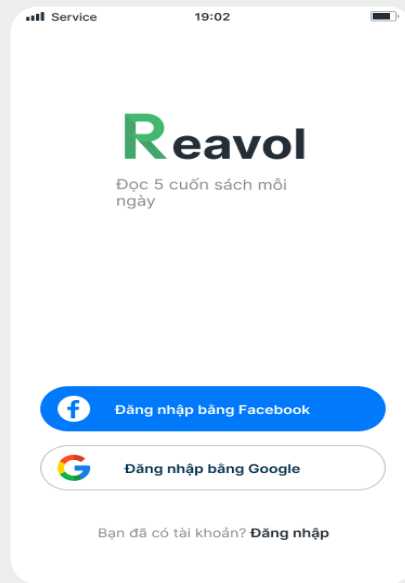 Service
19:02
Reavol
Đọc 5 cuốn sách mỗi
ngày
Đăng nhập bằng Facebook
Đăng nhập bằng Google
Bạn đã có tài khoản? Đăng nhập